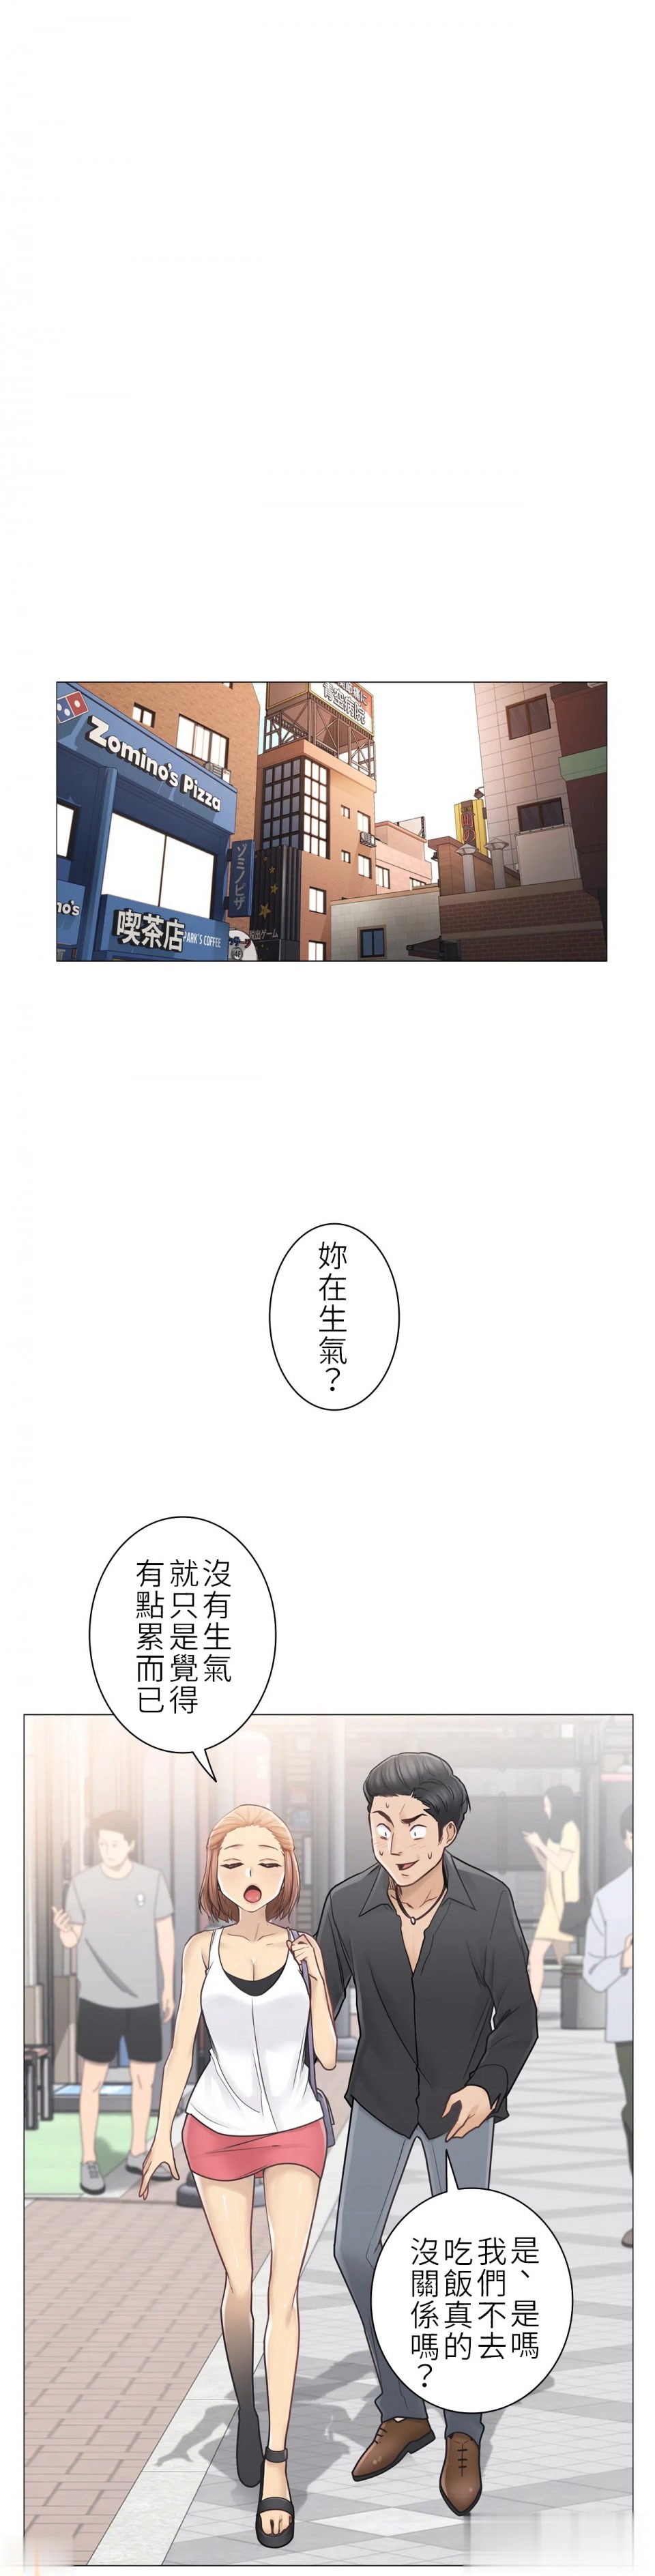 Zomino's Pizza
ゾミノピザ
喫茶店
PARK'S COFFEE
妳在生氣？
沒有生氣
就只是覺得
有點累而已
是、是嗎
我們不去
吃飯真的
沒關係嗎？